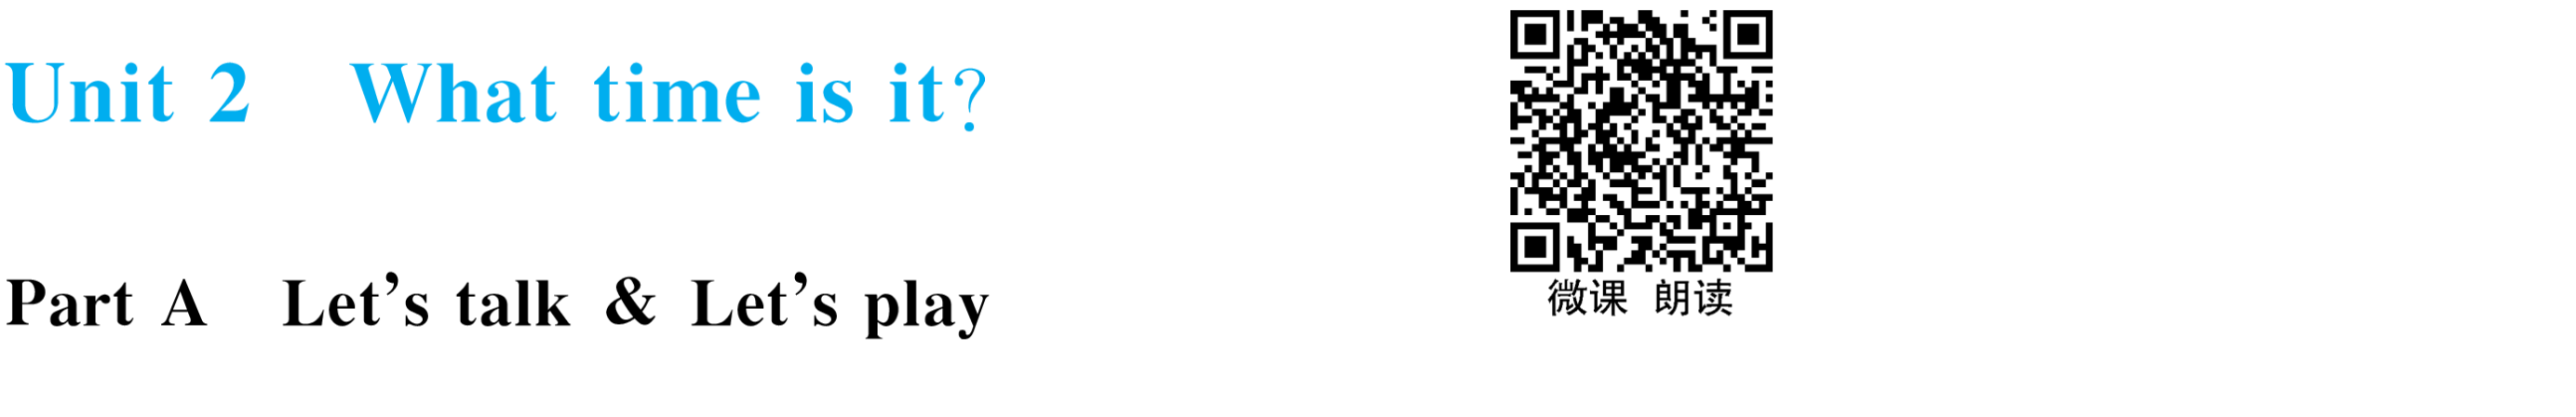 Unit 2 What time is it?
微课 朗读
Part A Let's talk & Let's play